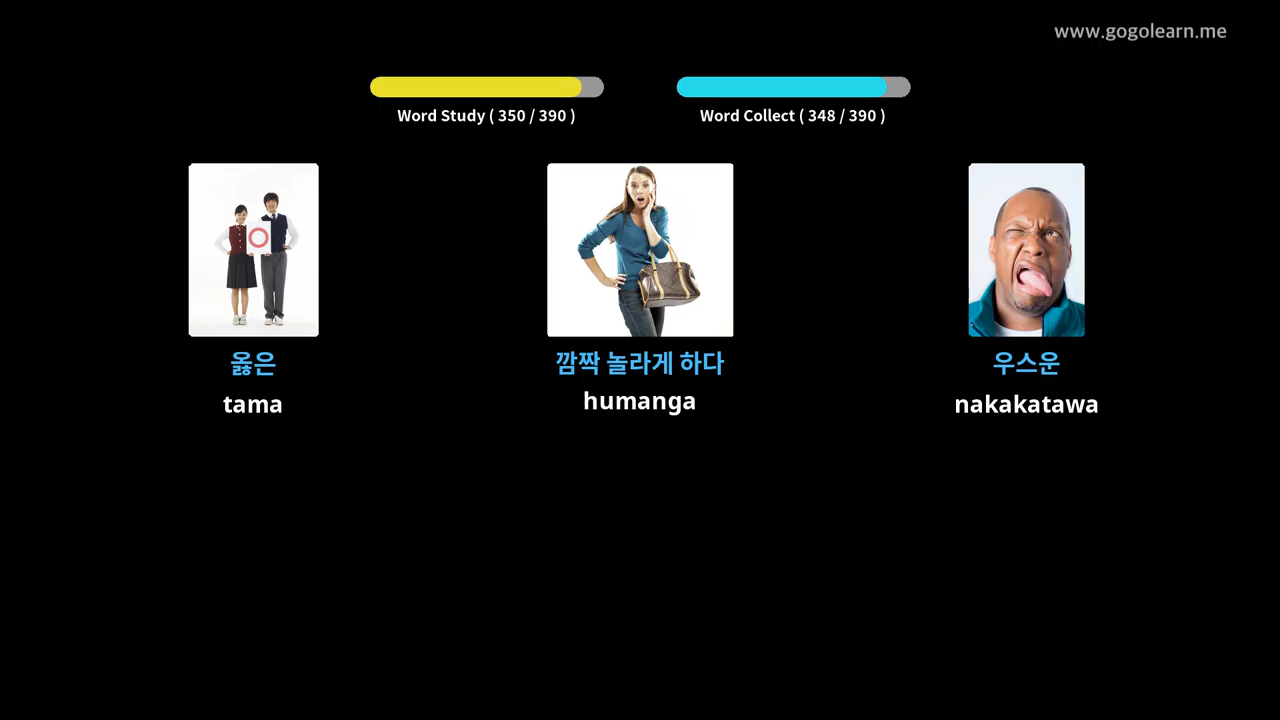 www.gogolearn.me
Word Study ( 350 / 390 )
Word Collect ( 348 / 390 )
옳은
깜짝 놀라게 하다
우스운
tama
humanga
nakakatawa